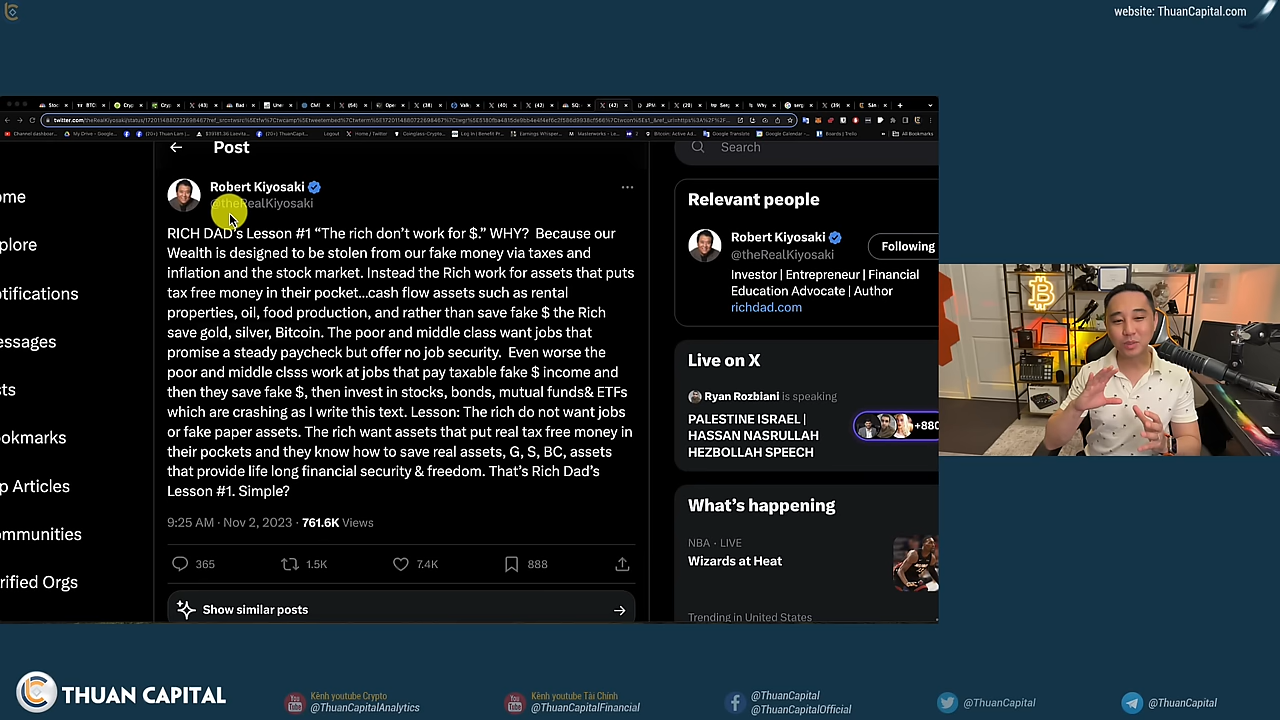 website: ThuanCapital.com
Post
Search
Robert Kiyosaki
@theRealKiyosaki
RICH DAD's Lesson #1 “The rich don’t work for $.” WHY?  Because our
Wealth is designed to be stolen from our fake money via taxes and
inflation and the stock market. Instead the Rich work for assets that puts
tax free money in their pocket...cash flow assets such as rental
properties, oil, food production, and rather than save fake $ the Rich
save gold, silver, Bitcoin. The poor and middle class want jobs that
promise a steady paycheck but offer no job security.  Even worse the
poor and middle clsss work at jobs that pay taxable fake $ income and
then they save fake $, then invest in stocks, bonds, mutual funds& ETFs
which are crashing as I write this text. Lesson: The rich do not want jobs
or fake paper assets. The rich want assets that put real tax free money in
their pockets and they know how to save real assets, G, S, BC, assets
that provide life long financial security & freedom. That’s Rich Dad’s
Lesson #1. Simple?
9:25 AM · Nov 2, 2023 · 761.6K Views
365
1.5K
7.4K
888
Show similar posts
ome
plore
otifications
essages
sts
ookmarks
p Articles
ommunities
rified Orgs
Relevant people
Robert Kiyosaki
@theRealKiyosaki
Following
Investor | Entrepreneur | Financial
Education Advocate | Author
richdad.com
Live on X
Ryan Rozbiani is speaking
PALESTINE ISRAEL |
HASSAN NASRULLAH
HEZBOLLAH SPEECH
+880
What’s happening
NBA · LIVE
Wizards at Heat
Trending in United States
THUAN CAPITAL
Kênh youtube Crypto
@ThuanCapitalAnalytics
Kênh youtube Tài Chính
@ThuanCapitalFinancial
@ThuanCapital
@ThuanCapitalOfficial
@ThuanCapital
@ThuanCapital